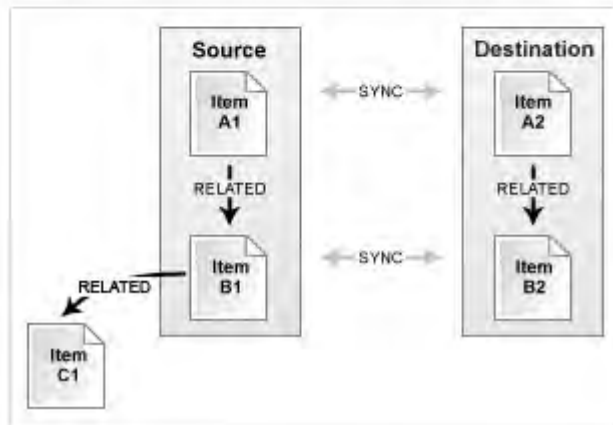 Source
Destination
Item
A1
SYNC
Item
A2
RELATED
RELATED
Item
B1
SYNC
Item
B2
RELATED
Item
C1